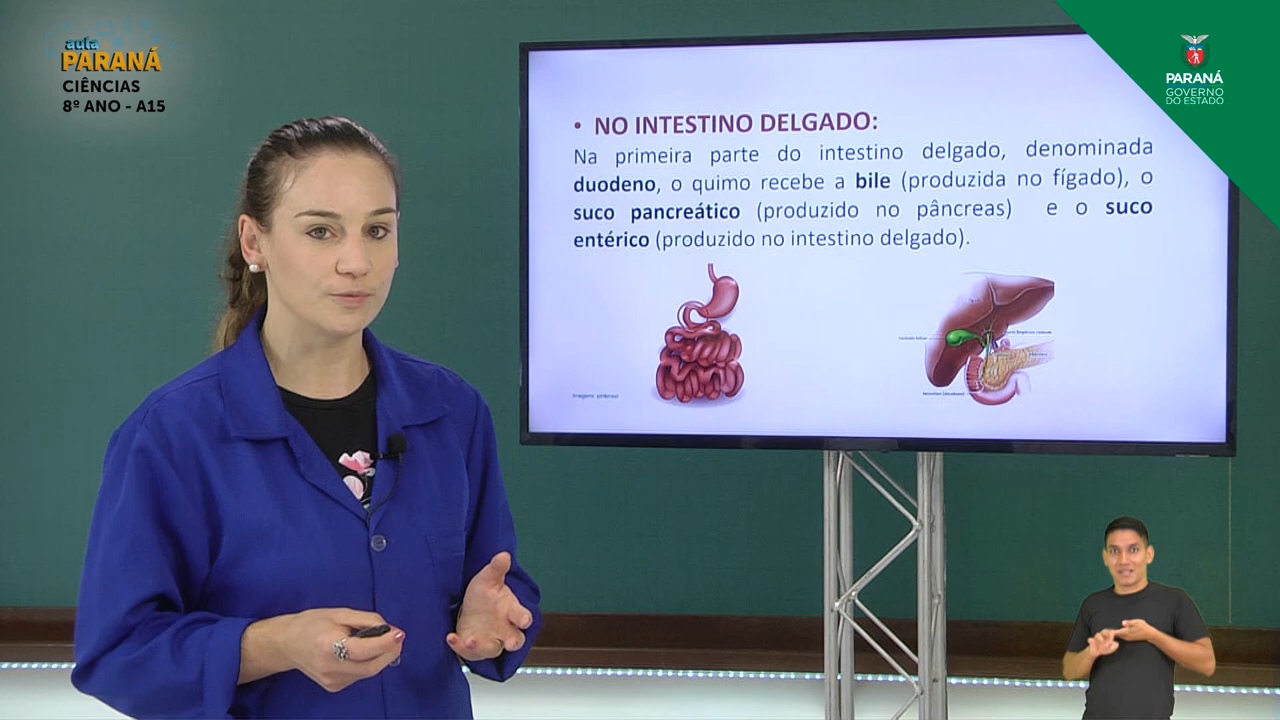 aula
PARANÁ
CIÊNCIAS
8º ANO - A15
PARANÁ
GOVERNO
DO ESTADO
• NO INTESTINO DELGADO:
Na primeira parte do intestino delgado, denominada
duodeno, o quimo recebe a bile (produzida no fígado), o
suco pancreático (produzido no pâncreas) e o suco
entérico (produzido no intestino delgado).